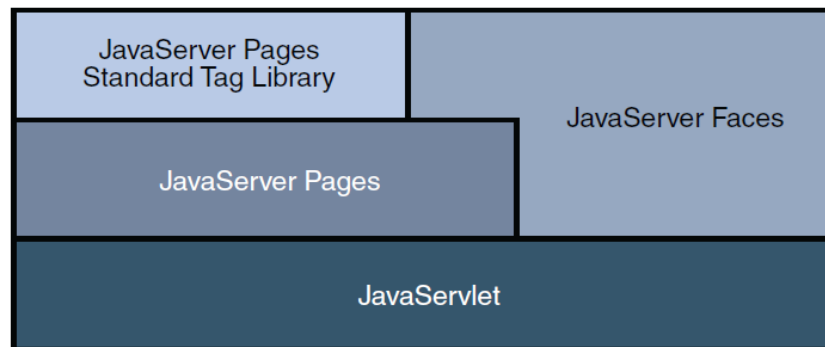 JavaServer Pages
Standard Tag Library
JavaServer Faces
JavaServer Pages
JavaServlet